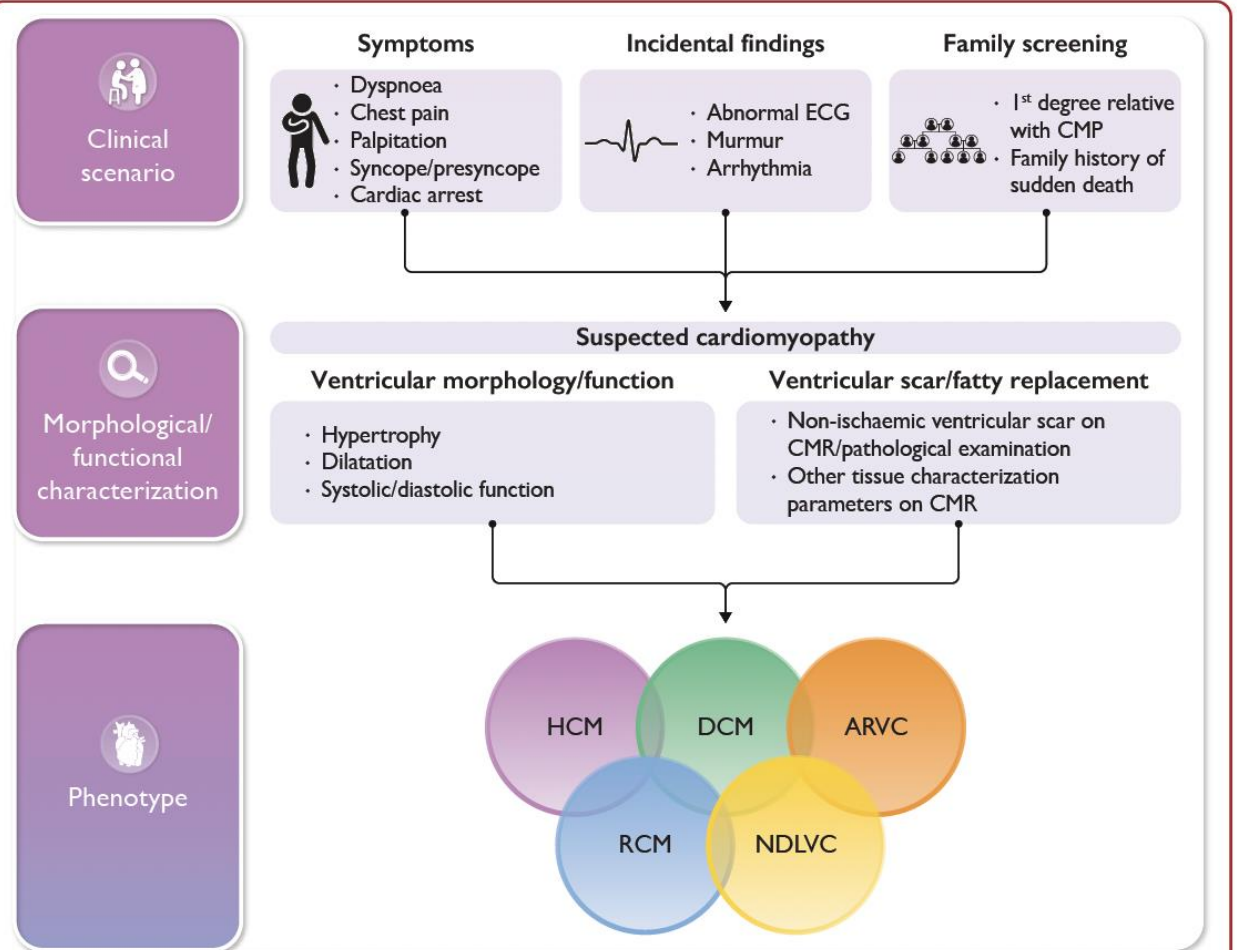 Clinical
scenario
Symptoms
· Dyspnoea
· Chest pain
· Palpitation
· Syncope/presyncope
· Cardiac arrest
Incidental findings
· Abnormal ECG
· Murmur
· Arrhythmia
Family screening
· 1st degree relative
with CMP
· Family history of
sudden death
Morphological/
functional
characterization
Suspected cardiomyopathy
Ventricular morphology/function
· Hypertrophy
· Dilatation
· Systolic/diastolic function
Ventricular scar/fatty replacement
· Non-ischaemic ventricular scar on
CMR/pathological examination
· Other tissue characterization
parameters on CMR
Phenotype
HCM
DCM
ARVC
RCM
NDLVC